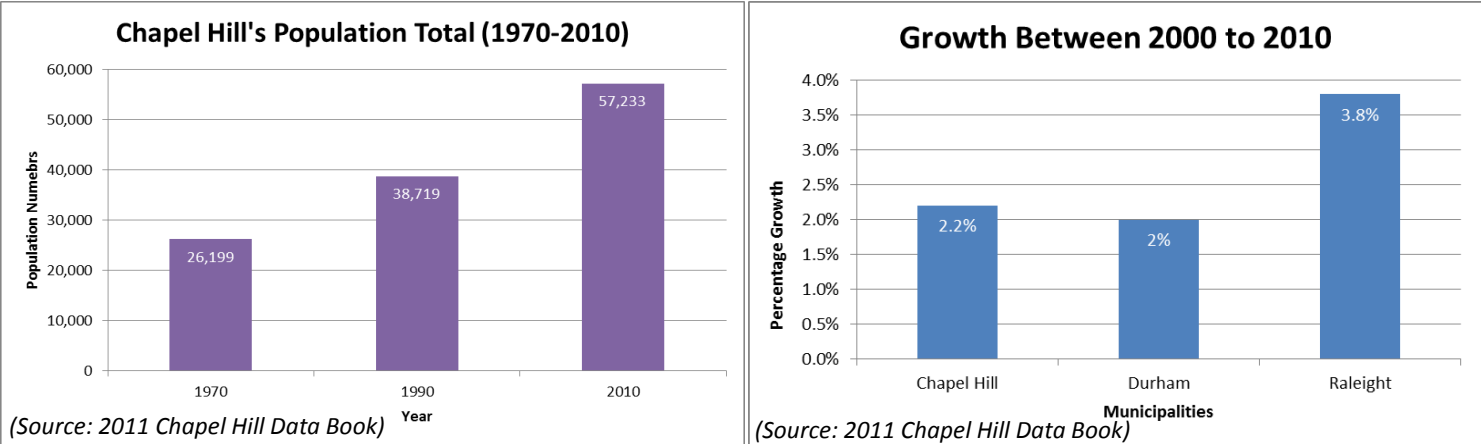 Chapel Hill's Population Total (1970-2010)
60,000
50,000
40,000
30,000
20,000
10,000
0
Population Numebrs
26,199
38,719
57,233
1970
1990
2010
Year
(Source: 2011 Chapel Hill Data Book)
Growth Between 2000 to 2010
4.0%
3.5%
3.0%
2.5%
2.0%
1.5%
1.0%
0.5%
0.0%
Percentage Growth
2.2%
2%
3.8%
Chapel Hill
Durham
Raleight
Municipalities
(Source: 2011 Chapel Hill Data Book)